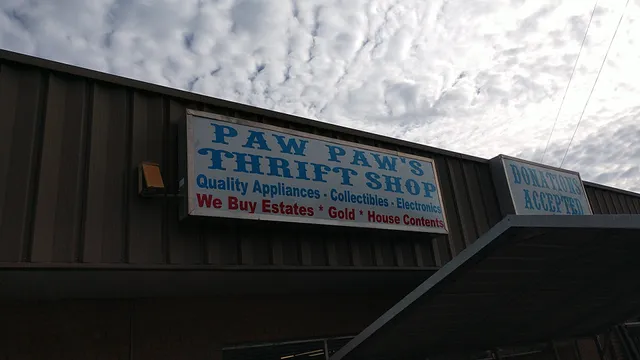 PAW PAW'S
THRIFT SHOP
Quality Appliances · Collectibles · Electronics
We Buy Estates * Gold * House Contents
DONATIONS
ACCEPTED